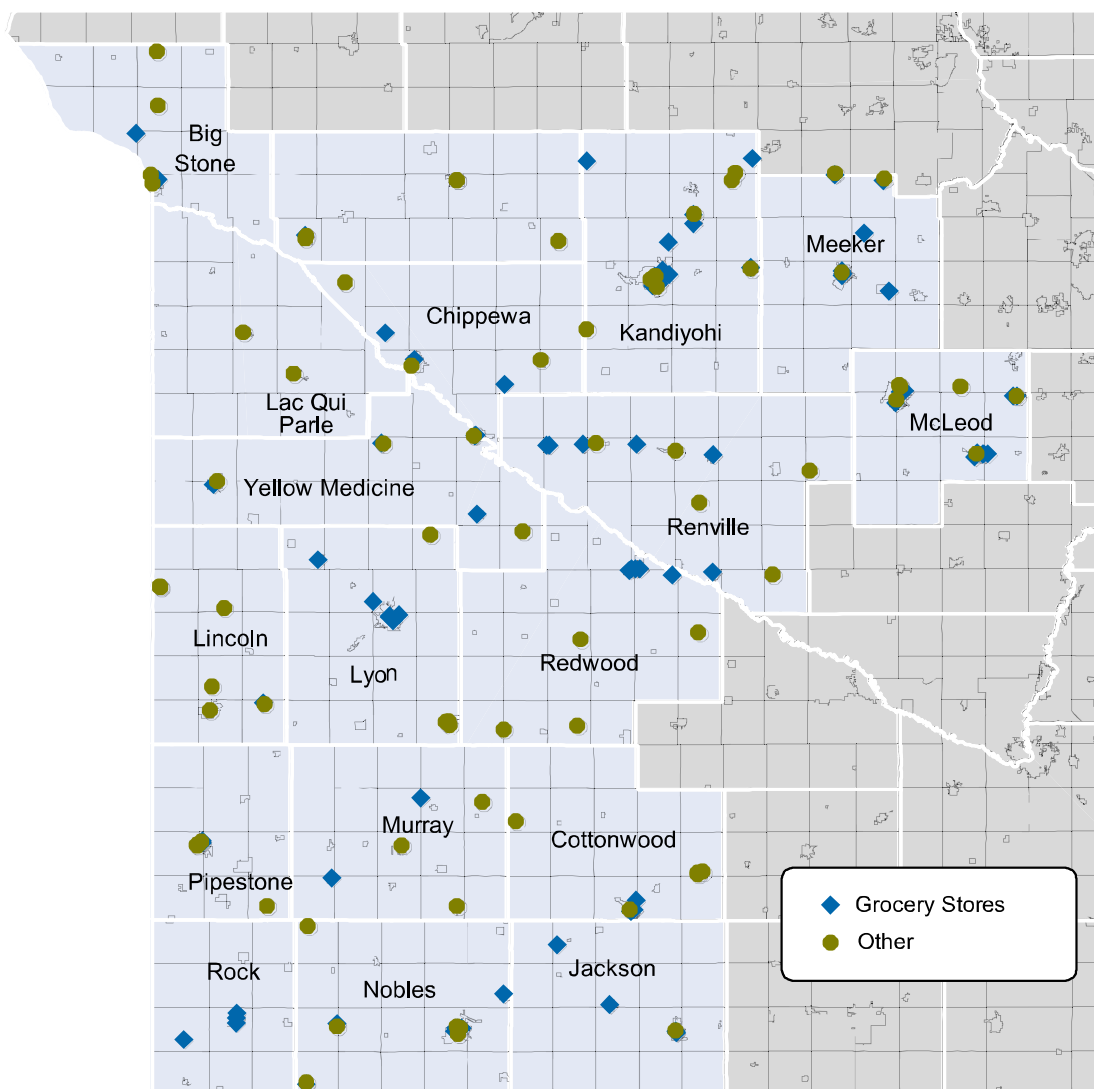 Big
Stone
Meeker
Chippewa
Kandiyohi
Lac Qui
Parle
McLeod
Yellow Medicine
Renville
Lincoln
Lyon
Redwood
Murray
Cottonwood
Pipestone
Grocery Stores
Other
Rock
Nobles
Jackson